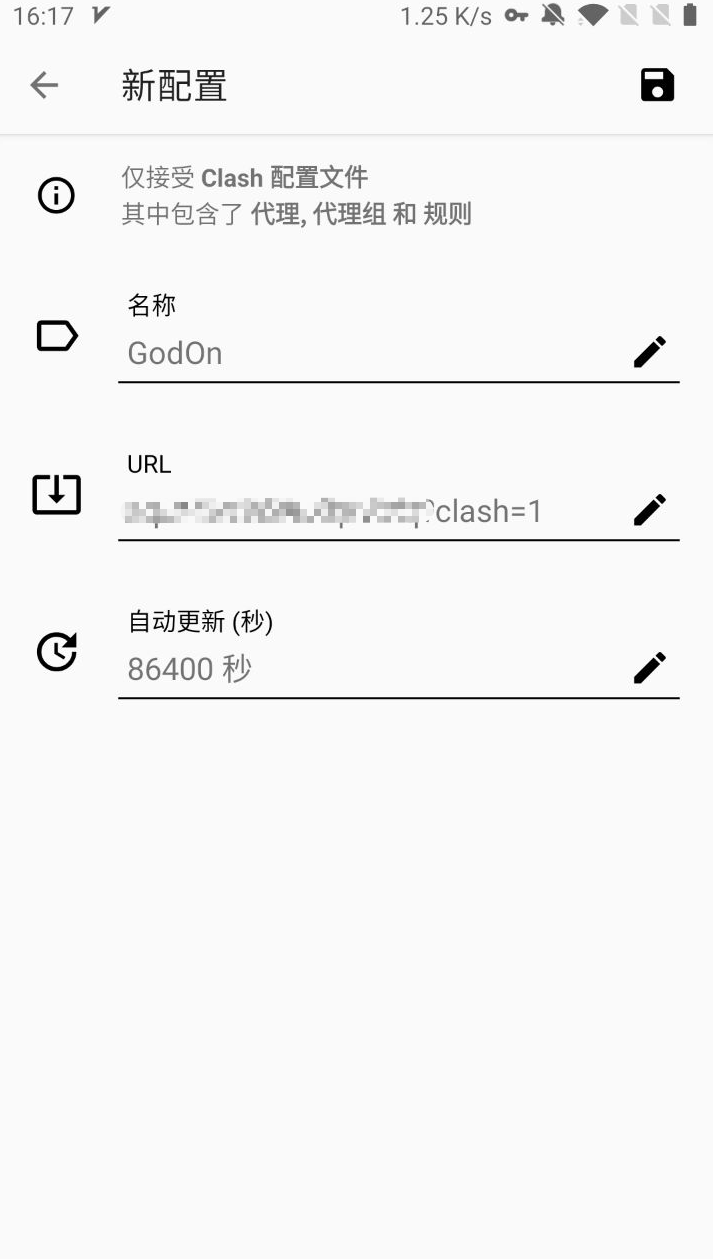 16:17
1.25 K/s
新配置
仅接受 Clash 配置文件
其中包含了 代理, 代理组 和 规则
名称
GodOn
URL
?clash=1
自动更新 (秒)
86400 秒